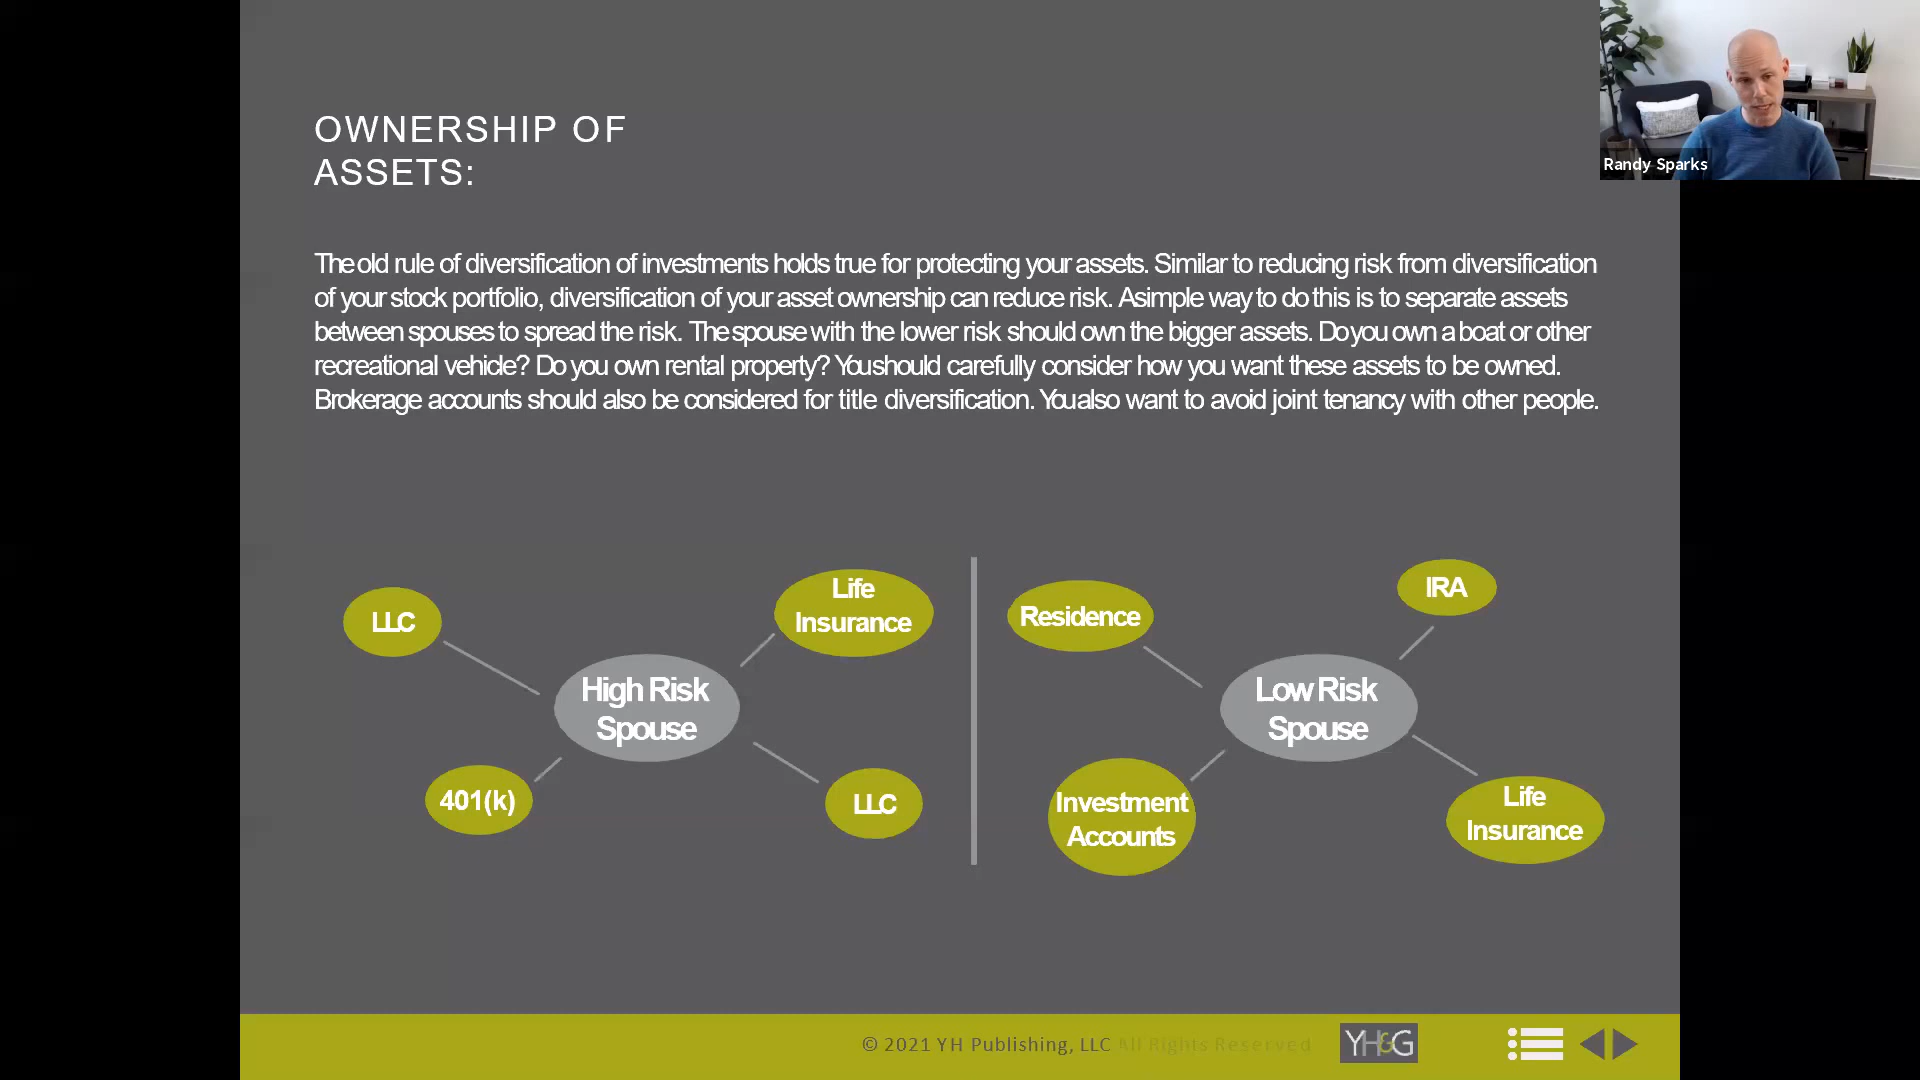 OWNERSHIP OF
ASSETS:
The old rule of diversification of investments holds true for protecting your assets. Similar to reducing risk from diversification
of your stock portfolio, diversification of your asset ownership can reduce risk. A simple way to do this is to separate assets
between spouses to spread the risk. The spouse with the lower risk should own the bigger assets. Do you own a boat or other
recreational vehicle? Do you own rental property? You should carefully consider how you want these assets to be owned.
Brokerage accounts should also be considered for title diversification. You also want to avoid joint tenancy with other people.
LLC
Life
Insurance
High Risk
Spouse
401(k)
LLC
Residence
IRA
Low Risk
Spouse
Investment
Accounts
Life
Insurance
© 2021 YH Publishing, LLC All Rights Reserved
YH&G
Randy Sparks